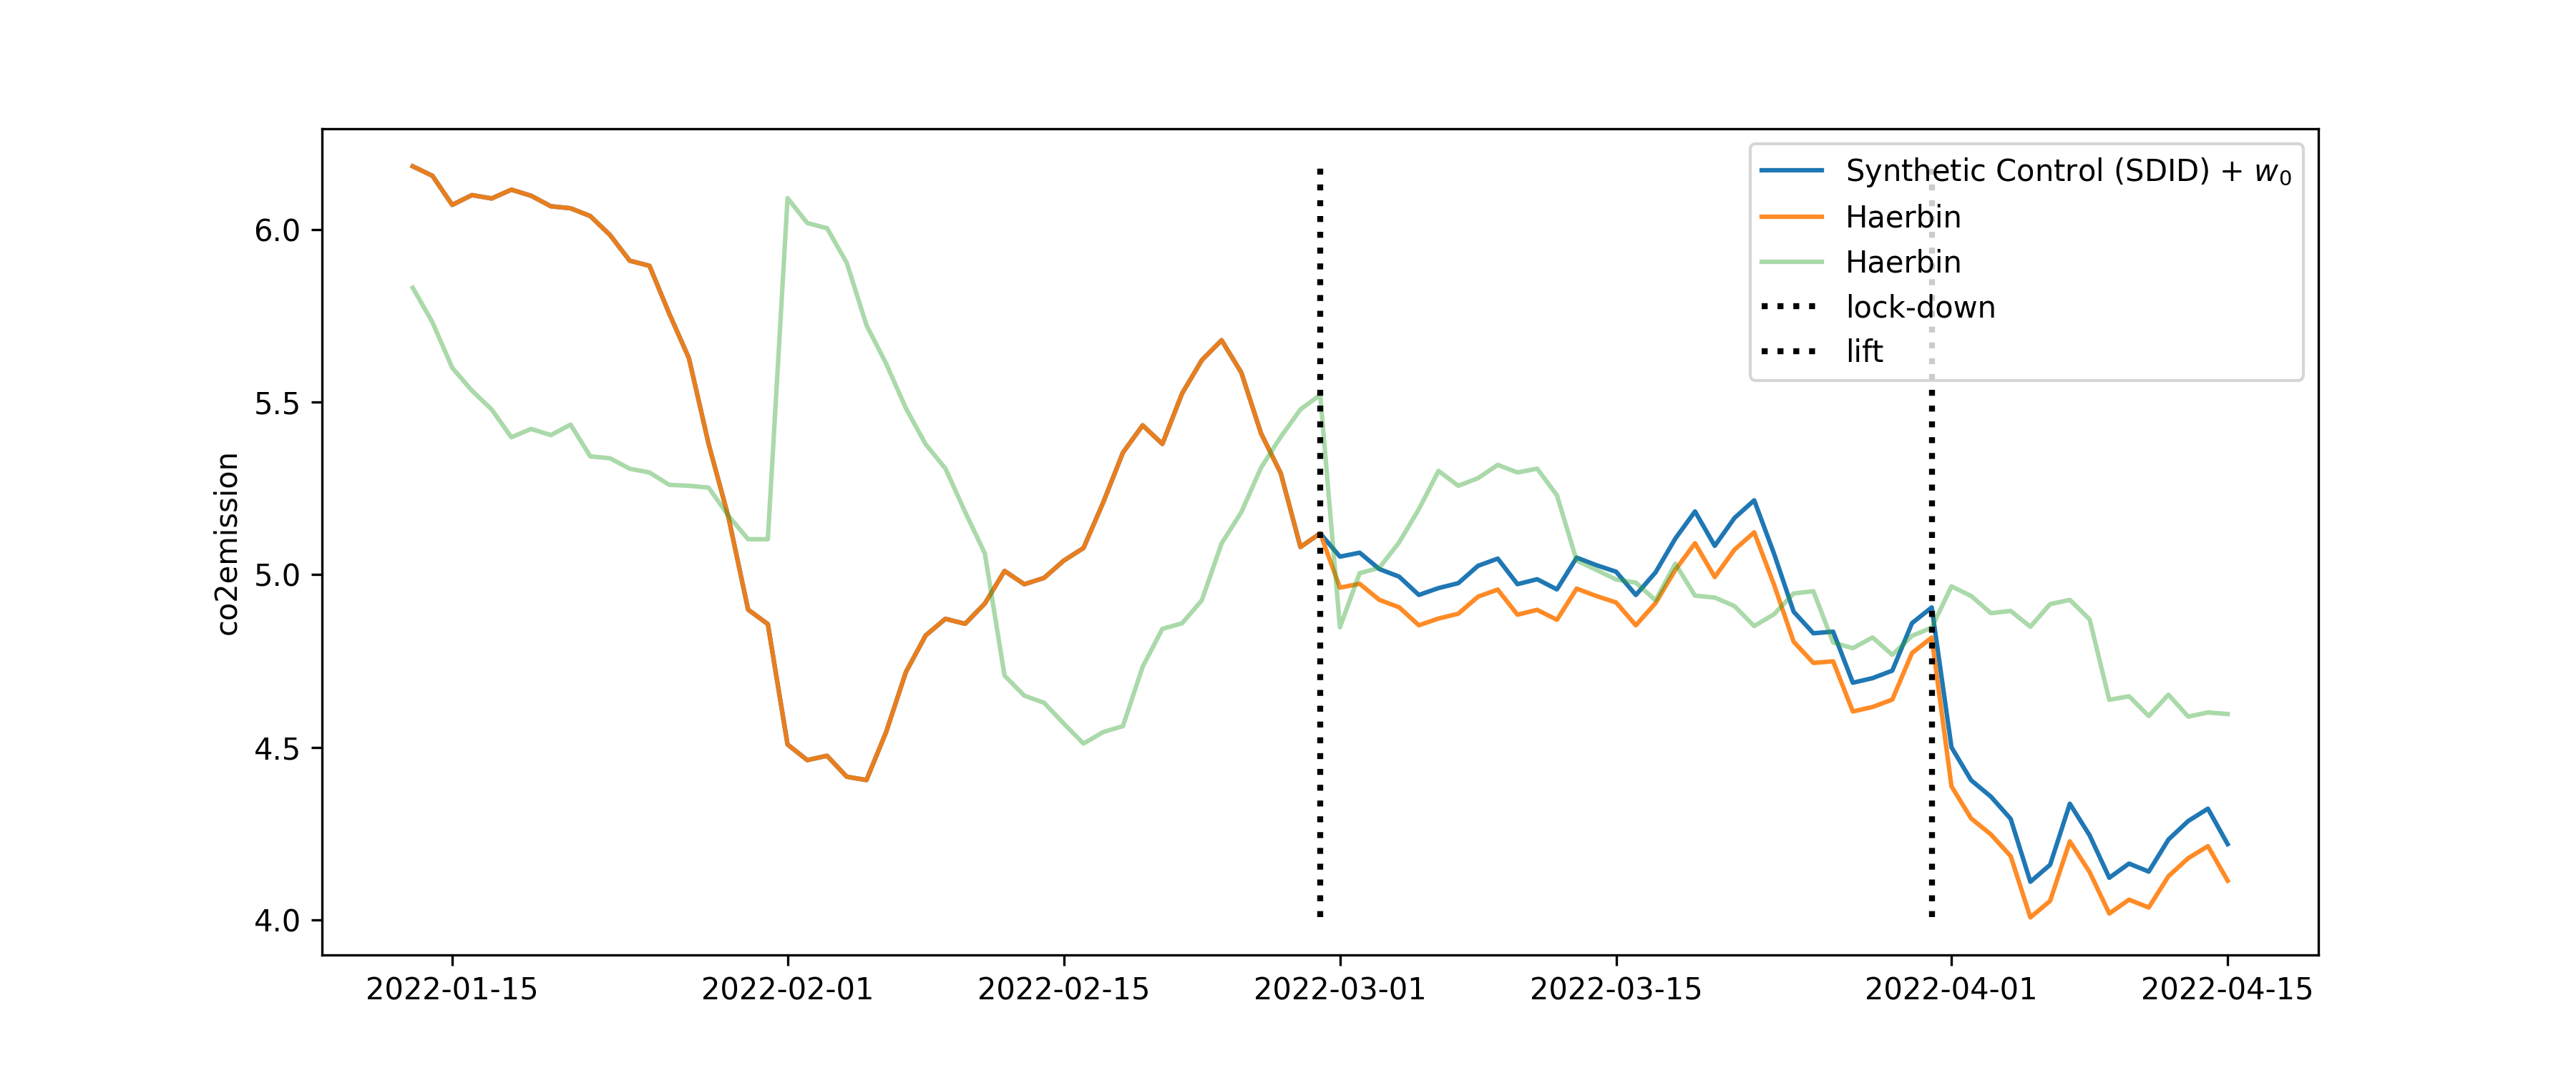 Synthetic Control (SDID) + w₀
Haerbin
Haerbin
lock-down
lift
co2emission
6.0
5.5
5.0
4.5
4.0
2022-01-15
2022-02-01
2022-02-15
2022-03-01
2022-03-15
2022-04-01
2022-04-15